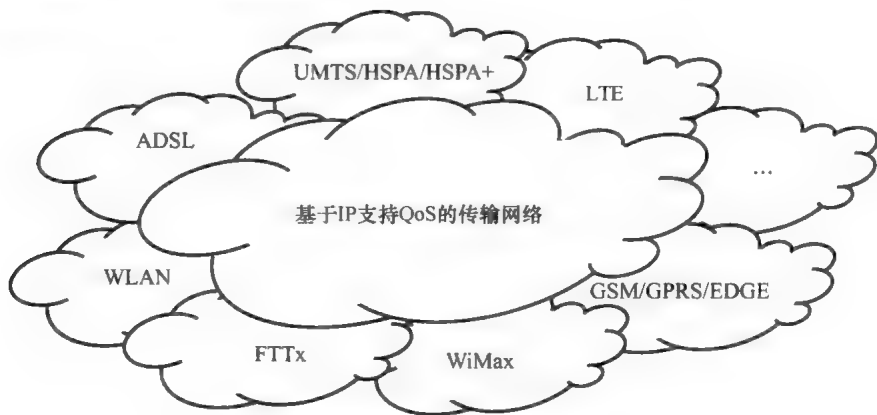 UMTS/HSPA/HSPA+
LTE
ADSL
...
基于IP支持QoS的传输网络
WLAN
GSM/GPRS/EDGE
FTTx
WiMax